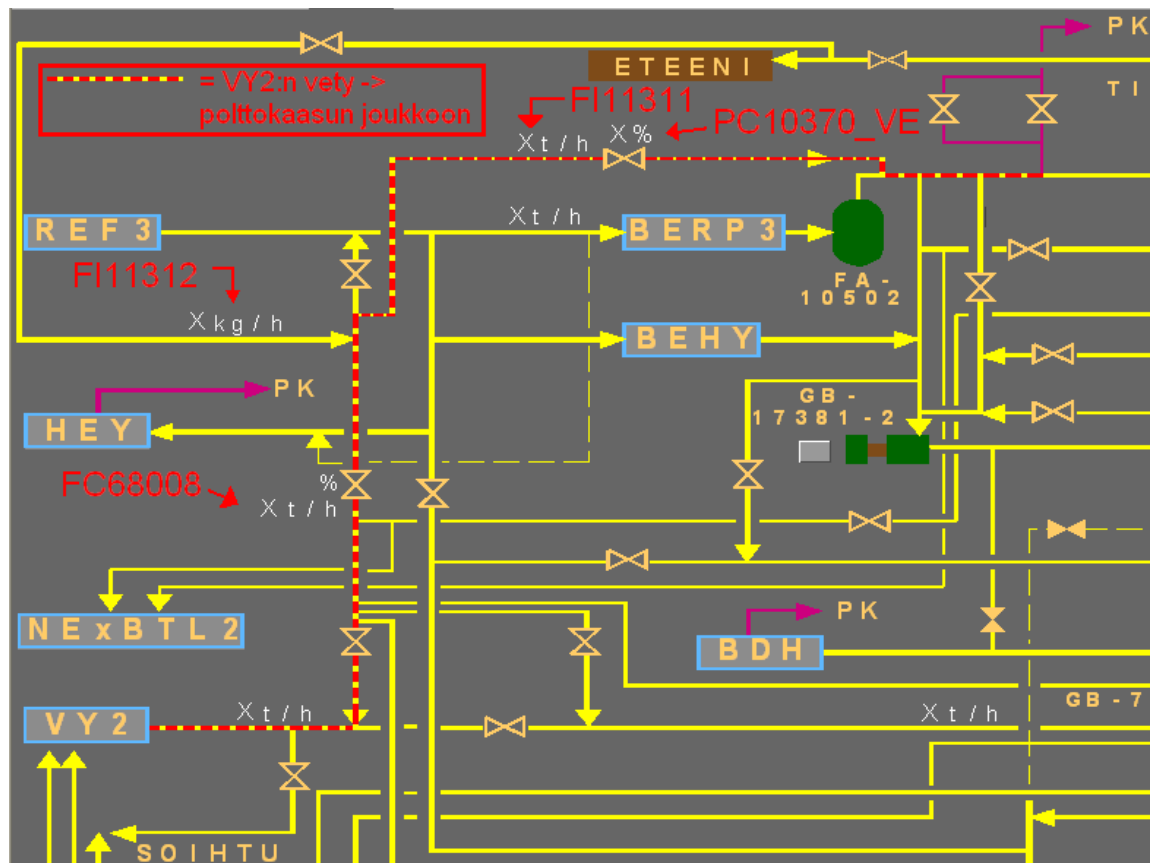 PK
ETEENI
= VY2:n vety ->
polttokaasun joukkoon
FI11311
TI
X t/h
X%
PC10370_VE
REF3
X t/h
BERP3
FI11312
FA-
10502
X kg/h
BEHY
PK
GB-
17381-2
HEY
FC68008
%
X t/h
NExBTL2
PK
BDH
VY2
X t/h
X t/h
GB-7
SOIHTU